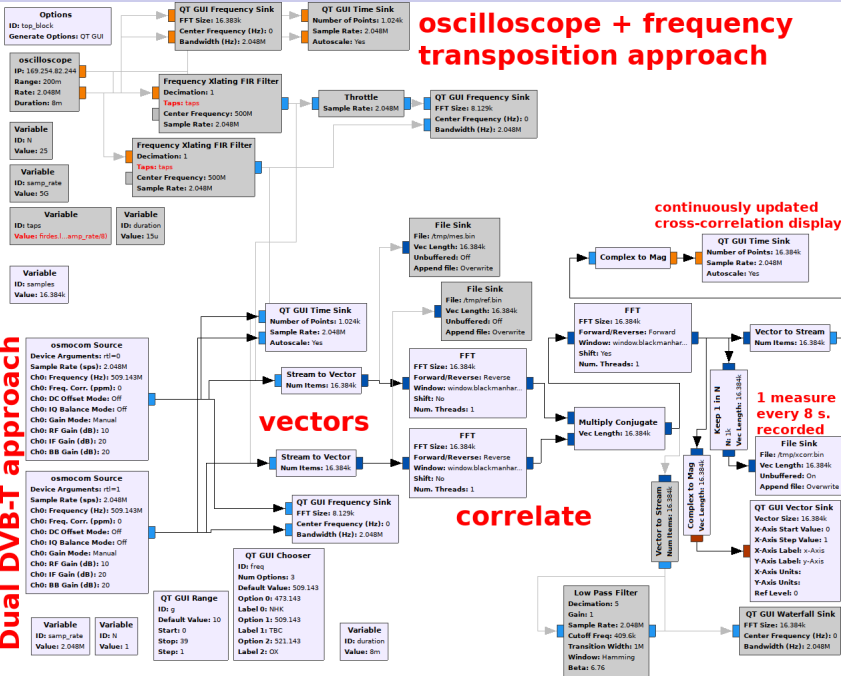 Options
ID: top_block
Generate Options: QT GUI
QT GUI Frequency Sink
FFT Size: 16.383k
Center Frequency (Hz): 0
Bandwidth (Hz): 2.048M
QT GUI Time Sink
Number of Points: 1.024k
Sample Rate: 2.048M
Autoscale: Yes
oscilloscope + frequency
transposition approach
oscilloscope
IP: 169.254.82.244
Range: 200m
Rate: 2.048M
Duration: 8m
Frequency Xlating FIR Filter
Decimation: 1
Taps: taps
Center Frequency: 500M
Sample Rate: 2.048M
Throttle
Sample Rate: 2.048M
QT GUI Frequency Sink
FFT Size: 8.129k
Center Frequency (Hz): 0
Bandwidth (Hz): 2.048M
Variable
ID: N
Value: 25
Frequency Xlating FIR Filter
Decimation: 1
Taps: taps
Center Frequency: 500M
Sample Rate: 2.048M
Variable
ID: samp_rate
Value: 5G
Variable
ID: taps
Value: firdes.l...amp_rate/8)
Variable
ID: duration
Value: 15u
Variable
ID: samples
Value: 16.384k
File Sink
File: /tmp/mes.bin
Vec Length: 16.384k
Unbuffered: Off
Append file: Overwrite
File Sink
File: /tmp/ref.bin
Vec Length: 16.384k
Unbuffered: Off
Append file: Overwrite
continuously updated
cross-correlation display
Complex to Mag
QT GUI Time Sink
Number of Points: 16.384k
Sample Rate: 2.048M
Autoscale: Yes
Dual DVB-T approach
osmocom Source
Device Arguments: rtl=0
Sample Rate (sps): 2.048M
Ch0: Frequency (Hz): 509.143M
Ch0: Freq. Corr. (ppm): 0
Ch0: DC Offset Mode: Off
Ch0: IQ Balance Mode: Off
Ch0: Gain Mode: Manual
Ch0: RF Gain (dB): 10
Ch0: IF Gain (dB): 20
Ch0: BB Gain (dB): 20
osmocom Source
Device Arguments: rtl=1
Sample Rate (sps): 2.048M
Ch0: Frequency (Hz): 509.143M
Ch0: Freq. Corr. (ppm): 0
Ch0: DC Offset Mode: Off
Ch0: IQ Balance Mode: Off
Ch0: Gain Mode: Manual
Ch0: RF Gain (dB): 10
Ch0: IF Gain (dB): 20
Ch0: BB Gain (dB): 20
QT GUI Time Sink
Number of Points: 1.024k
Sample Rate: 2.048M
Autoscale: Yes
Stream to Vector
Num Items: 16.384k
vectors
Stream to Vector
Num Items: 16.384k
QT GUI Frequency Sink
FFT Size: 8.129k
Center Frequency (Hz): 0
Bandwidth (Hz): 2.048M
FFT
FFT Size: 16.384k
Forward/Reverse: Reverse
Window: window.blackmanhar...
Shift: No
Num. Threads: 1
FFT
FFT Size: 16.384k
Forward/Reverse: Reverse
Window: window.blackmanhar...
Shift: No
Num. Threads: 1
correlate
Multiply Conjugate
Vec Length: 16.384k
FFT
FFT Size: 16.384k
Forward/Reverse: Forward
Window: window.blackmanhar...
Shift: Yes
Num. Threads: 1
Vector to Stream
Num Items: 16.384k
Keep 1 in N
N: 1k
Vec Length: 16.384k
1 measure
every 8 s.
recorded
File Sink
File: /tmp/xcorr.bin
Vec Length: 16.384k
Unbuffered: On
Append file: Overwrite
Complex to Mag
Vec Length: 16.384k
Vector to Stream
Num Items: 16.384k
QT GUI Vector Sink
Vector Size: 16.384k
X-Axis Start Value: 0
X-Axis Step Value: 1
X-Axis Label: x-Axis
Y-Axis Label: y-Axis
X-Axis Units:
Y-Axis Units:
Ref Level: 0
Variable
ID: samp_rate
Value: 2.048M
Variable
ID: N
Value: 1
QT GUI Range
ID: g
Default Value: 10
Start: 0
Stop: 39
Step: 1
QT GUI Chooser
ID: freq
Num Options: 3
Default Value: 509.143
Option 0: 473.143
Label 0: NHK
Option 1: 509.143
Label 1: TBC
Option 2: 521.143
Label 2: OX
Variable
ID: duration
Value: 8m
Low Pass Filter
Decimation: 5
Gain: 1
Sample Rate: 2.048M
Cutoff Freq: 409.6k
Transition Width: 1M
Window: Hamming
Beta: 6.76
QT GUI Waterfall Sink
FFT Size: 16.384k
Center Frequency (Hz): 0
Bandwidth (Hz): 2.048M